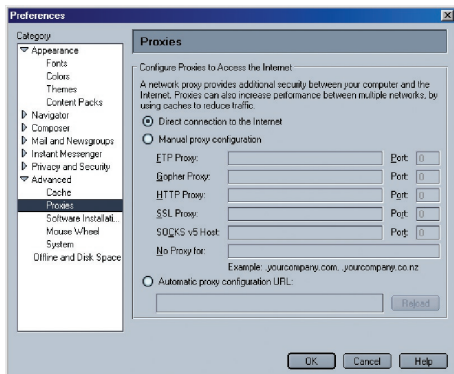 Preferences
Category
Appearance
Fonts
Colors
Themes
Content Packs
Navigator
Composer
Mail and Newsgroups
Instant Messenger
Privacy and Security
Advanced
Cache
Proxies
Software Installati...
Mouse Wheel
System
Offline and Disk Space
Proxies
Configure Proxies to Access the Internet
A network proxy provides additional security between your computer and the
Internet. Proxies can also increase performance between multiple networks, by
using caches to reduce traffic.
Direct connection to the Internet
Manual proxy configuration
FTP Proxy: Port: 0
Gopher Proxy: Port: 0
HTTP Proxy: Port: 0
SSL Proxy: Port: 0
SOCKS v5 Host: Port: 0
No Proxy for:
Example: .yourcompany.com, .yourcompany.co.nz
Automatic proxy configuration URL:
Reload
OK Cancel Help